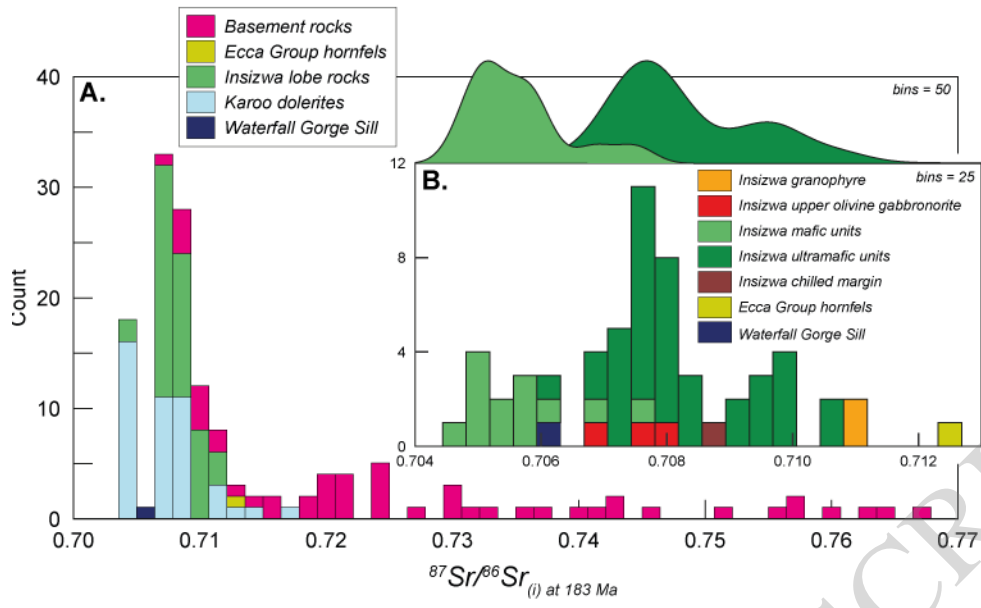 Basement rocks
Ecca Group hornfels
Insizwa lobe rocks
Karoo dolerites
Waterfall Gorge Sill
A.
bins = 50
40
30
20
10
0
Count
0.70
0.71
0.72
0.73
0.74
0.75
0.76
0.77
87Sr/86Sr(i) at 183 Ma
B.
bins = 25
Insizwa granophyre
Insizwa upper olivine gabbronorite
Insizwa mafic units
Insizwa ultramafic units
Insizwa chilled margin
Ecca Group hornfels
Waterfall Gorge Sill
12
8
4
0
0.704
0.706
0.708
0.710
0.712
CR